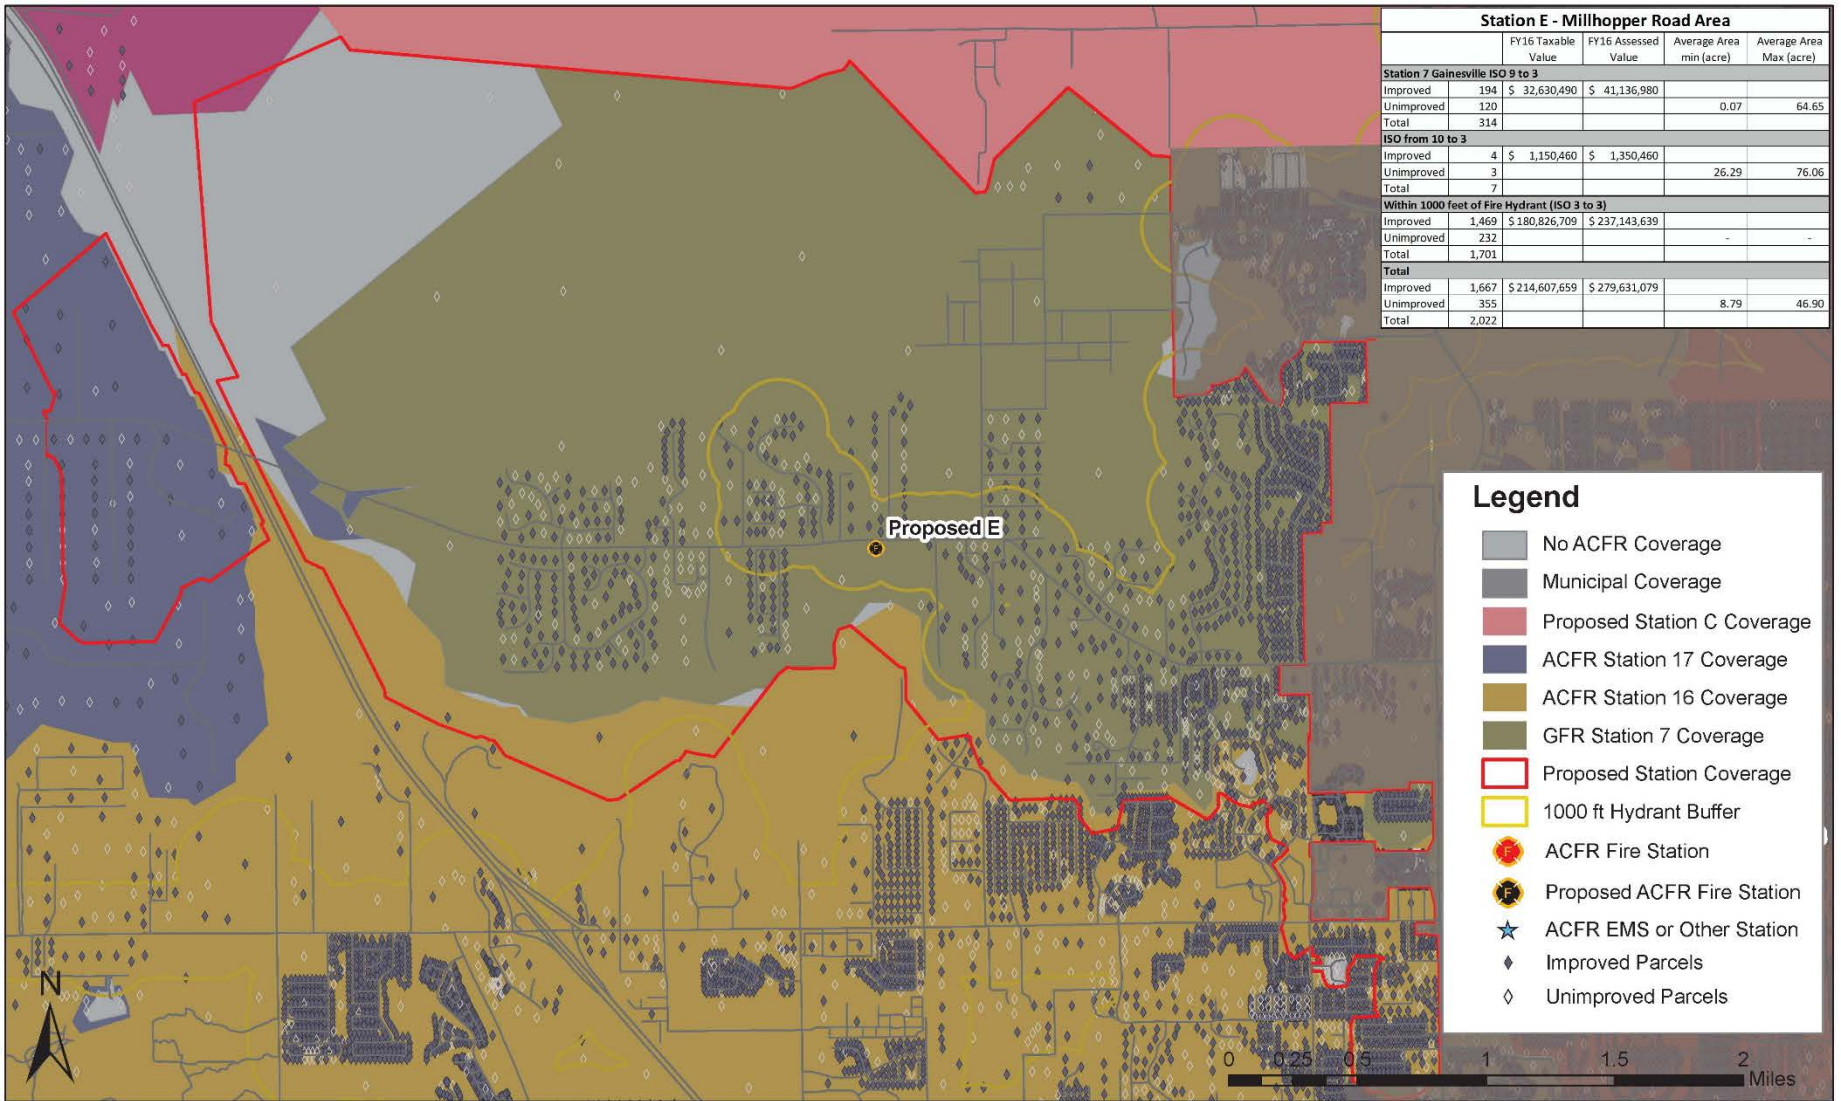 Station E - Millhopper Road Area
FY16 Taxable Value FY16 Assessed Value Average Area min (acre) Average Area Max (acre)
Station 7 Gainesville ISO 9 to 3
Improved 194 $ 32,630,490 $ 41,136,980
Unimproved 120 0.07 64.65
Total 314
ISO from 10 to 3
Improved 4 $ 1,150,460 $ 1,350,460
Unimproved 3 26.29 76.06
Total 7
Within 1000 feet of Fire Hydrant (ISO 3 to 3)
Improved 1,469 $ 180,826,709 $ 237,143,639
Unimproved 232 - -
Total 1,701
Total
Improved 1,667 $ 214,607,659 $ 279,631,079
Unimproved 355 8.79 46.90
Total 2,022
Proposed E
F
Legend
No ACFR Coverage
Municipal Coverage
Proposed Station C Coverage
ACFR Station 17 Coverage
ACFR Station 16 Coverage
GFR Station 7 Coverage
Proposed Station Coverage
1000 ft Hydrant Buffer
F ACFR Fire Station
F Proposed ACFR Fire Station
ACFR EMS or Other Station
Improved Parcels
Unimproved Parcels
N
0 0.25 0.5 1 1.5 2
Miles